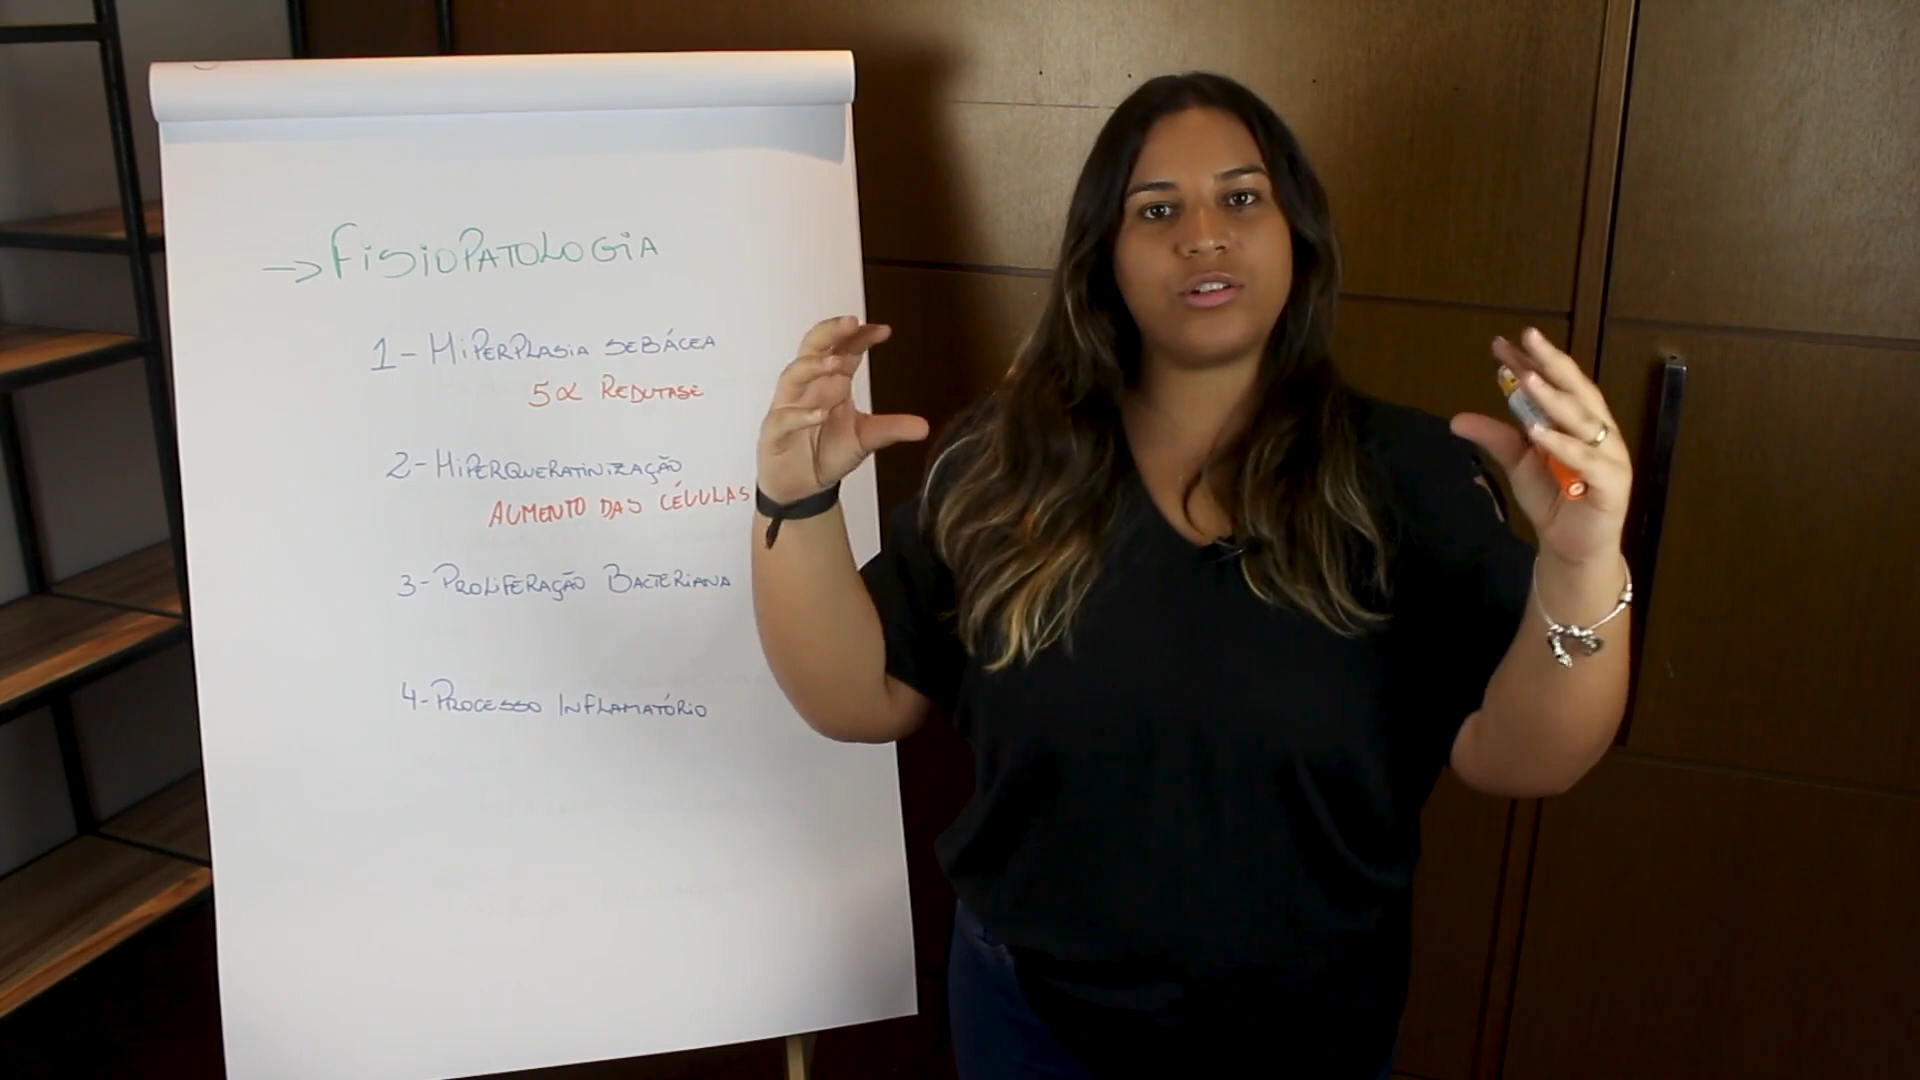 → FISIOPATOLOGIA
1 - HIPERPLASIA SEBÁCEA
5α REDUTASE
2 - HIPERQUERATINIZAÇÃO
AUMENTO DAS CÉLULAS
3 - PROLIFERAÇÃO BACTERIANA
4 - PROCESSO INFLAMATÓRIO